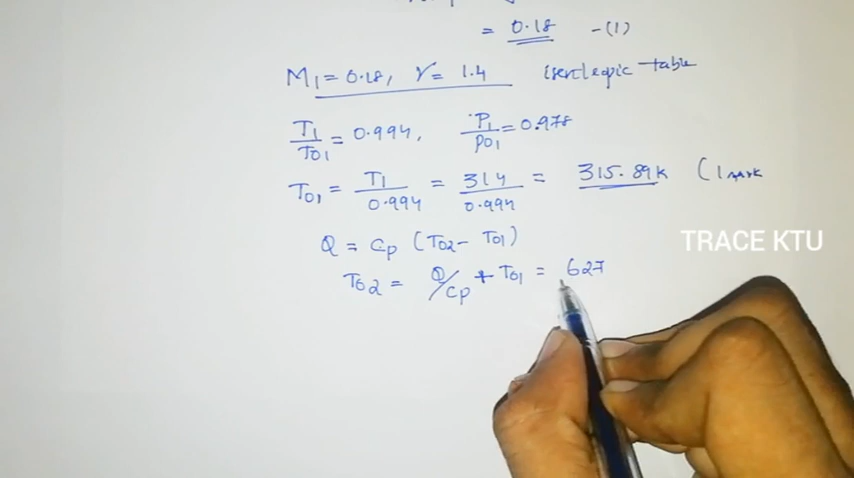 = 0.18 -(1)
M1 = 0.18, γ = 1.4 isentropic table
T1/T01 = 0.994, P1/P01 = 0.978
T01 = T1/0.994 = 314/0.994 = 315.89K (1 mark
TRACE KTU
Q = Cp (T02 - T01)
T02 = Q/Cp + T01 = 627